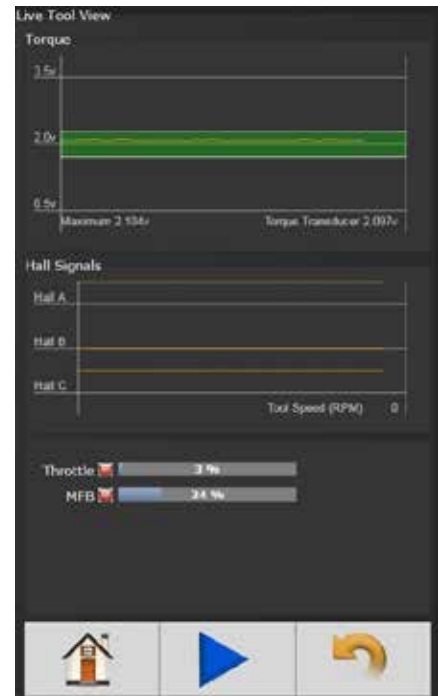 Live Tool View
Torque
3.5v
2.0v
0.5v
Maximum 2.104v Torque Transducer 2.097v
Hall Signals
Hall A
Hall B
Hall C
Tool Speed (RPM) 0
Throttle 3 %
MFB 24 %